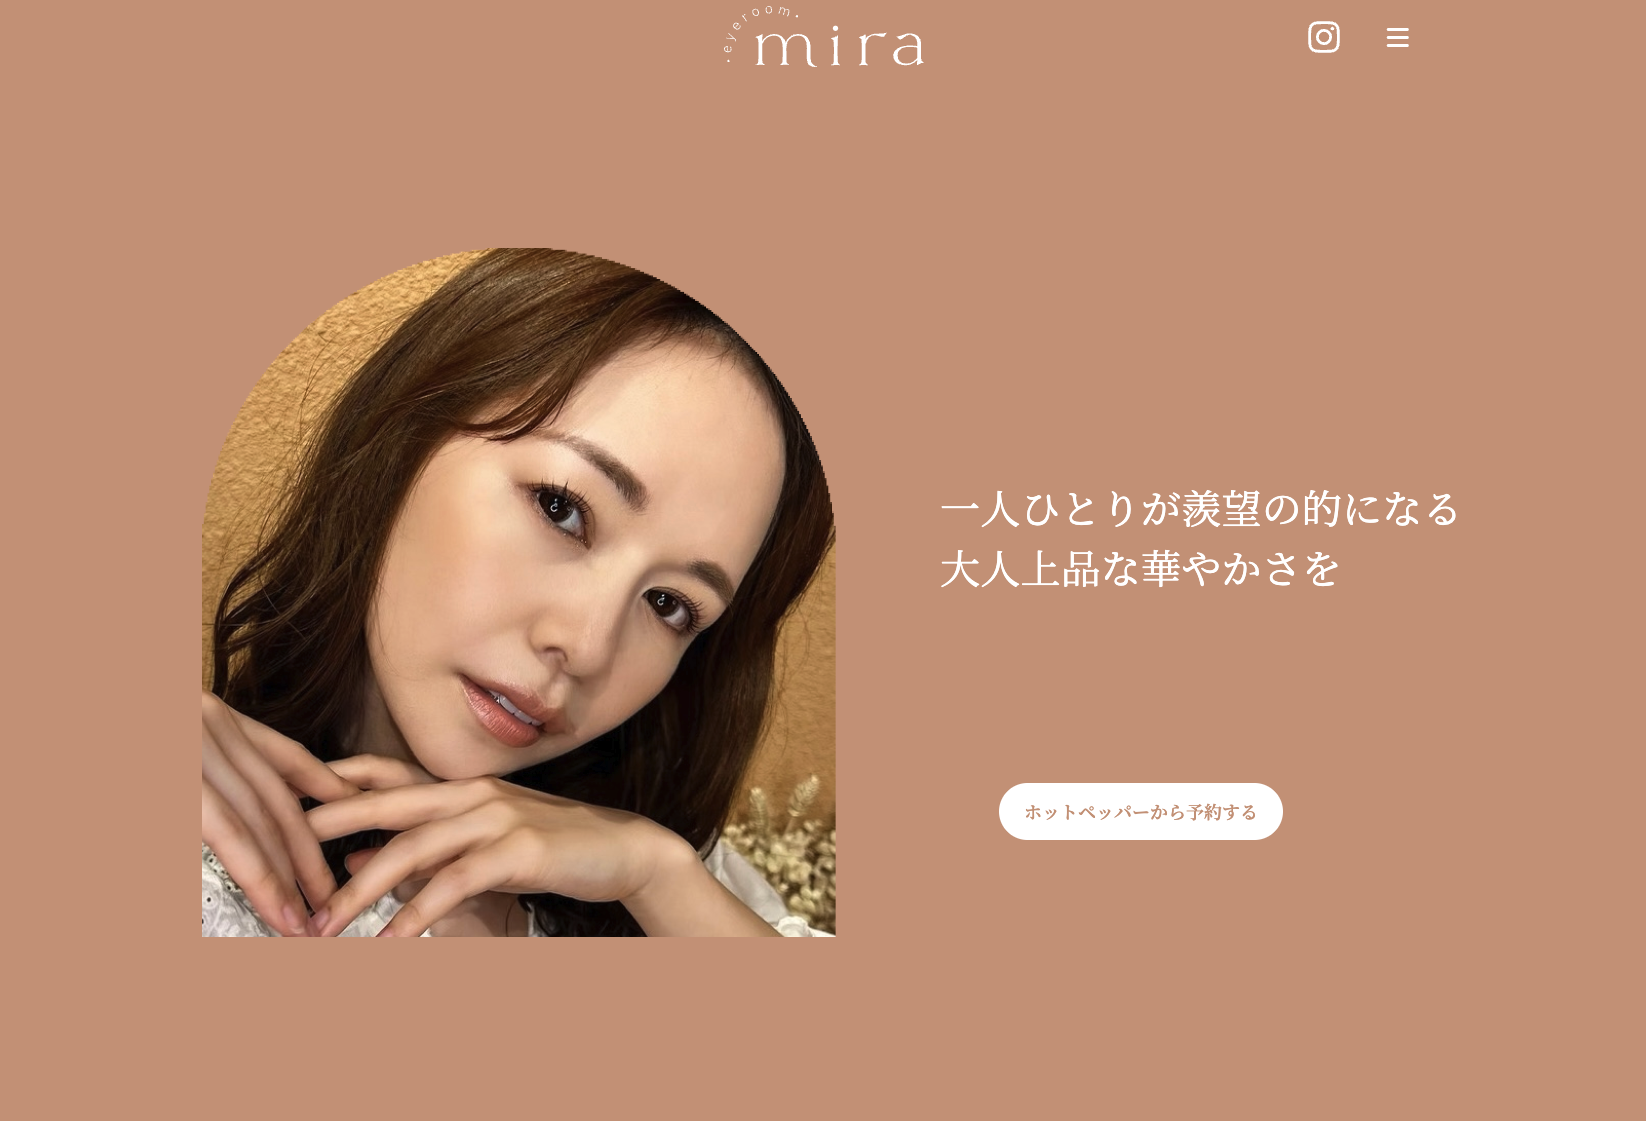 ・eyeroom・
mira
一人ひとりが羨望の的になる
大人上品な華やかさを
ホットペッパーから予約する